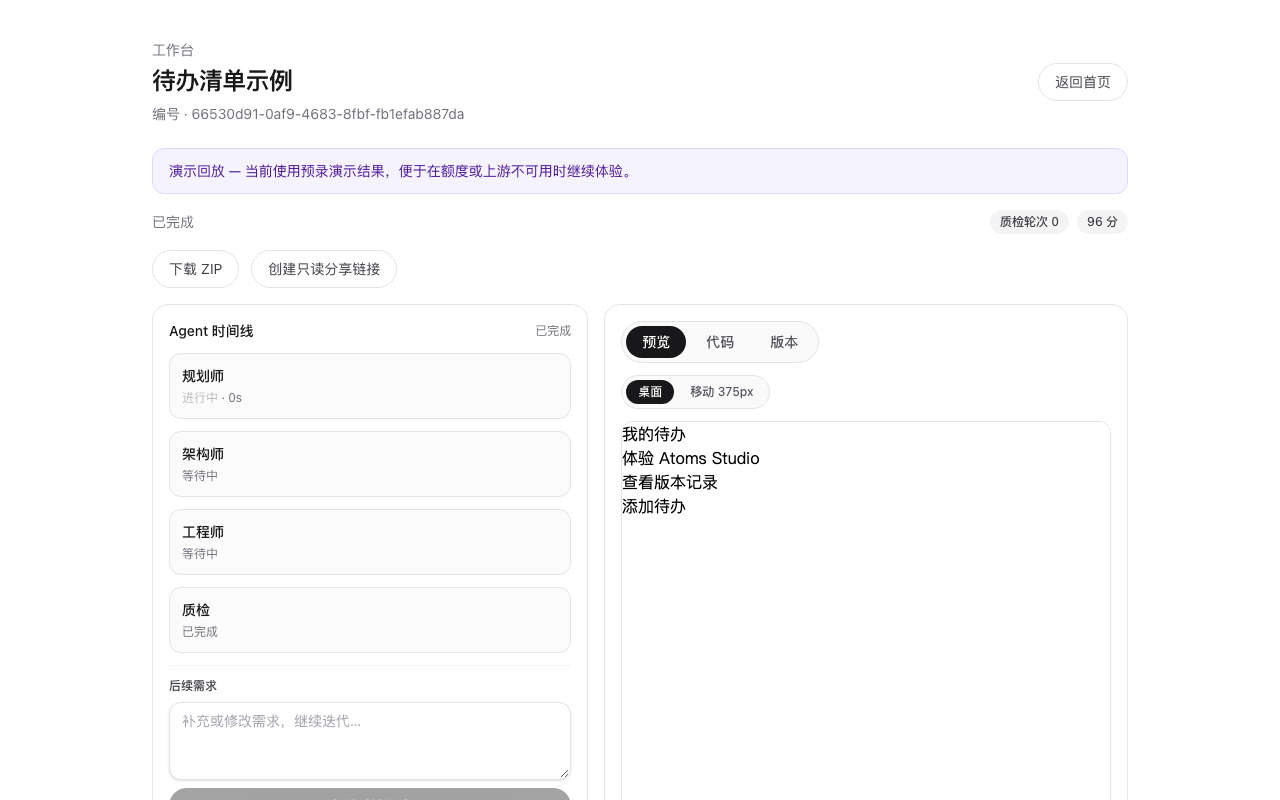 工作台
待办清单示例
编号 · 66530d91-0af9-4683-8fbf-fb1efab887da
返回首页
演示回放 — 当前使用预录演示结果，便于在额度或上游不可用时继续体验。
已完成
质检轮次 0
96 分
下载 ZIP
创建只读分享链接
Agent 时间线
已完成
规划师
进行中 · 0s
架构师
等待中
工程师
等待中
质检
已完成
后续需求
补充或修改需求，继续迭代...
预览
代码
版本
桌面
移动 375px
我的待办
体验 Atoms Studio
查看版本记录
添加待办